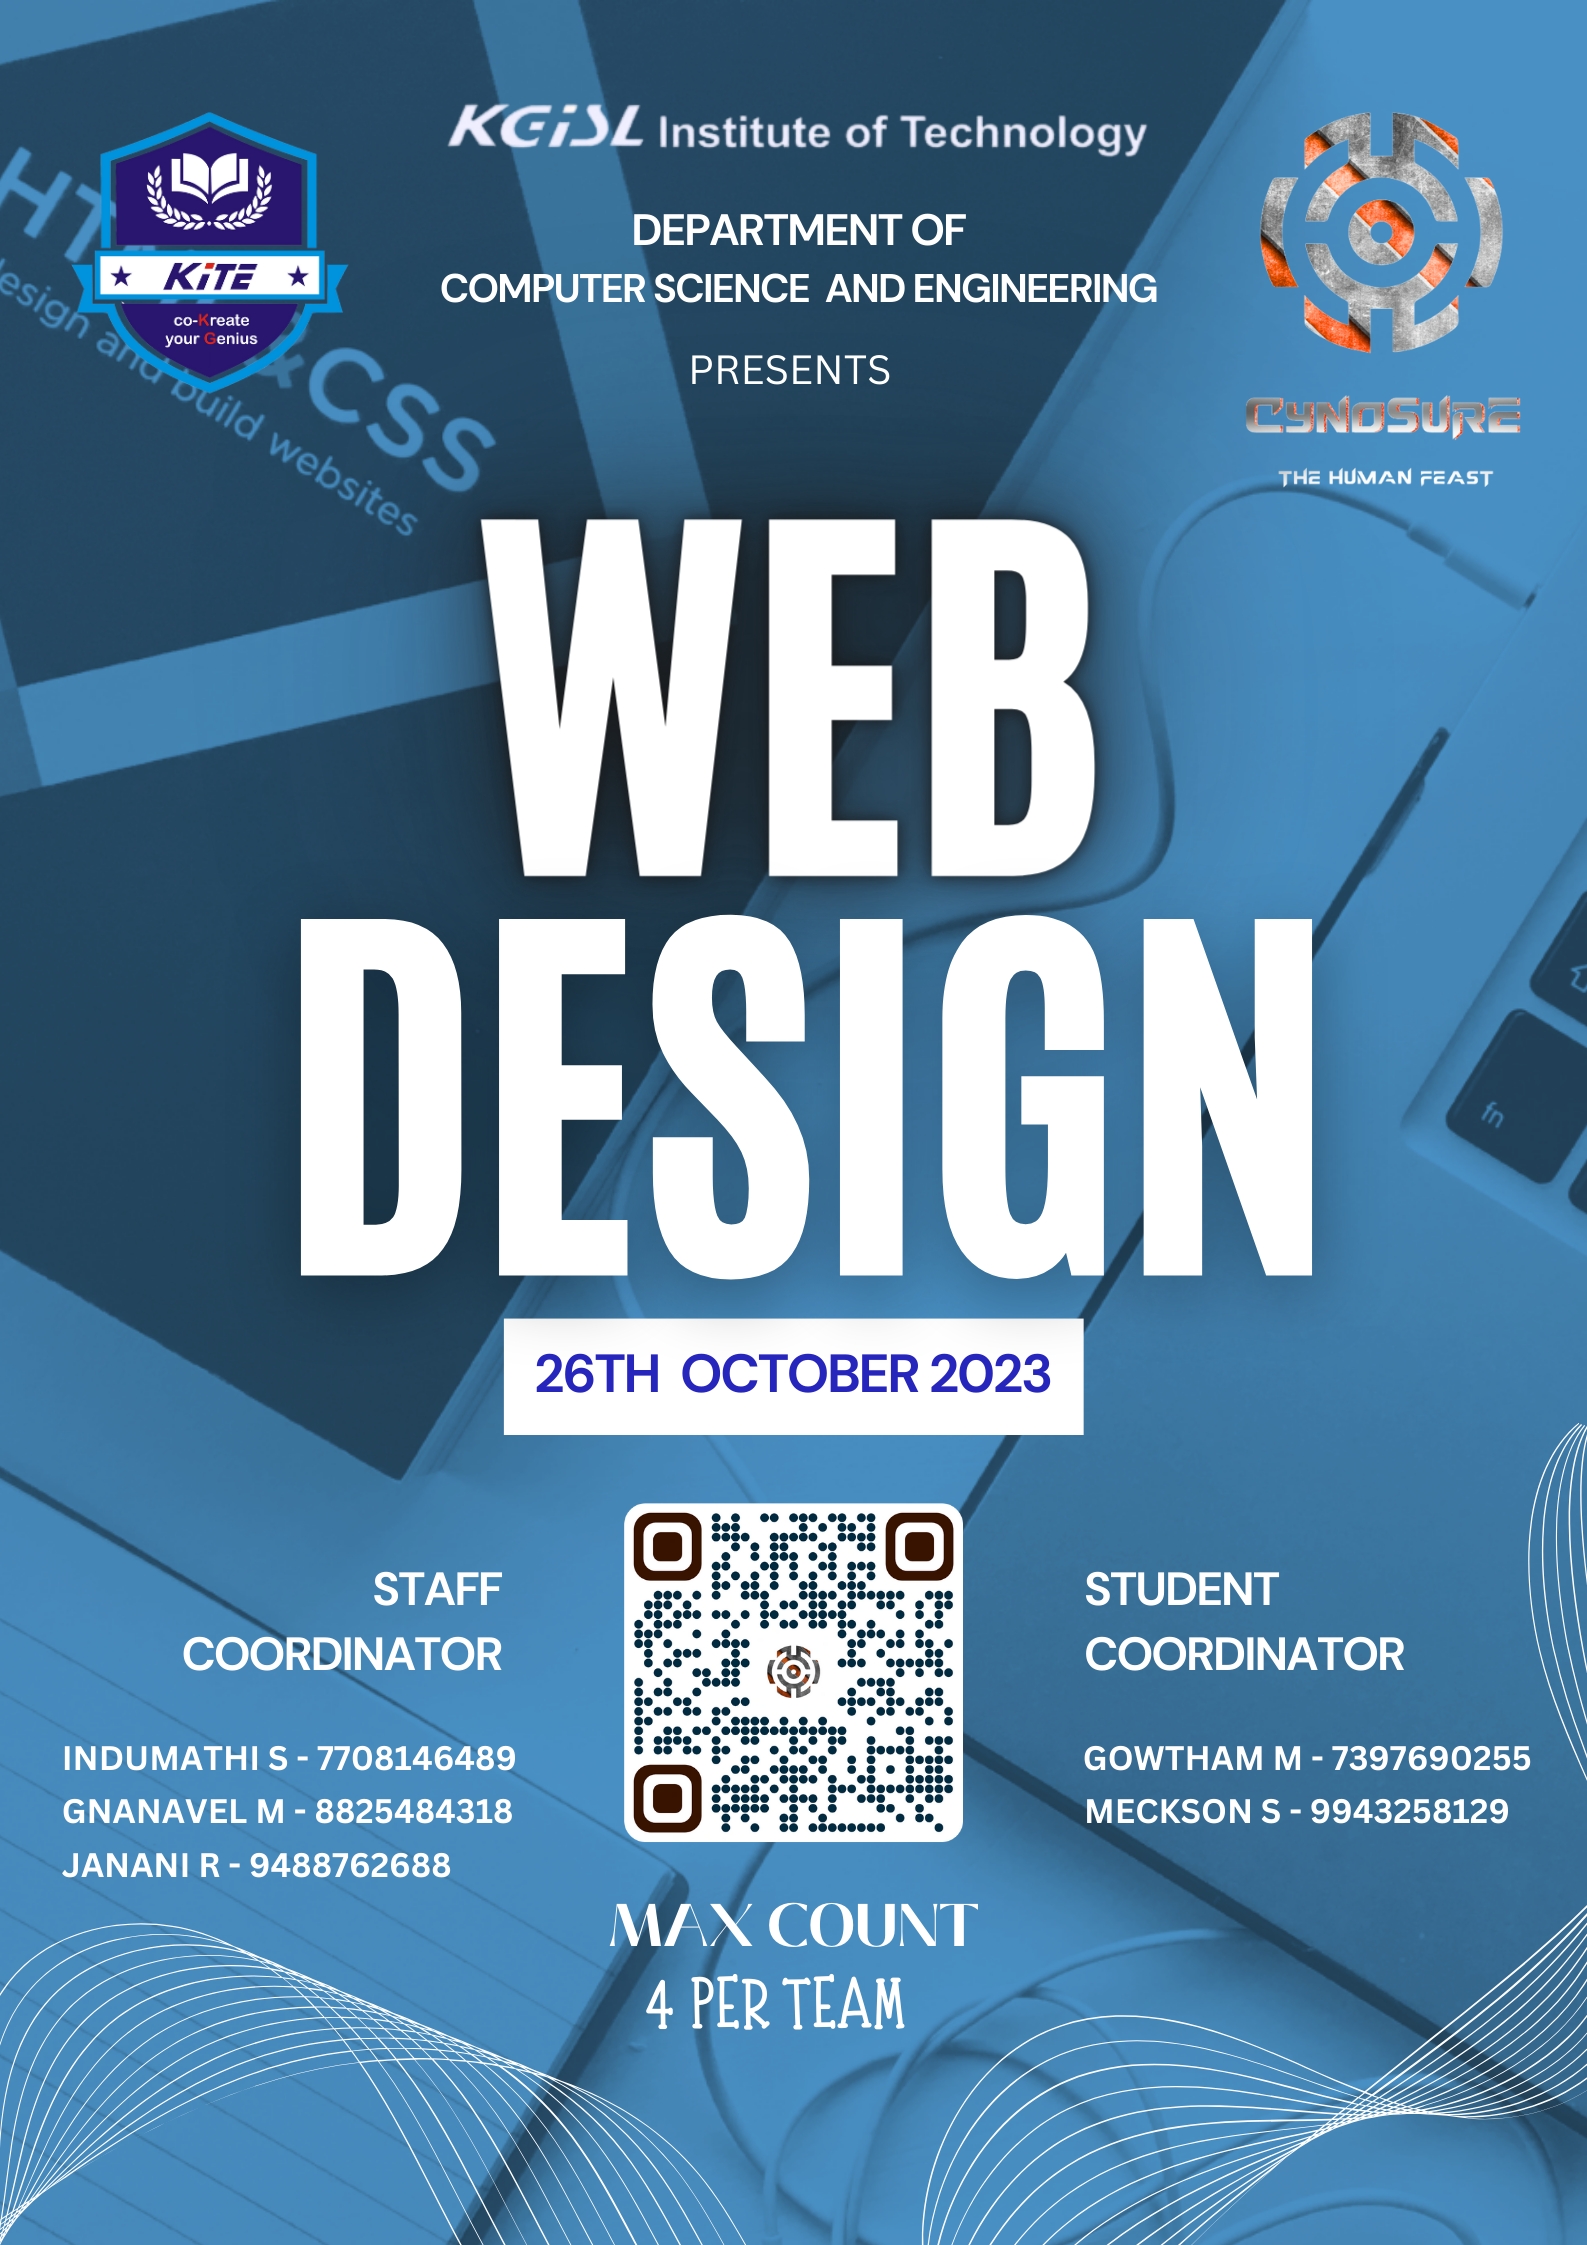 KGiSL Institute of Technology
DEPARTMENT OF
COMPUTER SCIENCE AND ENGINEERING
PRESENTS
KiTE
co-Kreate
your Genius
CYNOSURE
THE HUMAN FEAST
&CSS
design and build websites
WEB
DESIGN
fn
26TH OCTOBER 2023
STAFF
COORDINATOR
INDUMATHI S - 7708146489
GNANAVEL M - 8825484318
JANANI R - 9488762688
STUDENT
COORDINATOR
GOWTHAM M - 7397690255
MECKSON S - 9943258129
MAX COUNT
4 PER TEAM